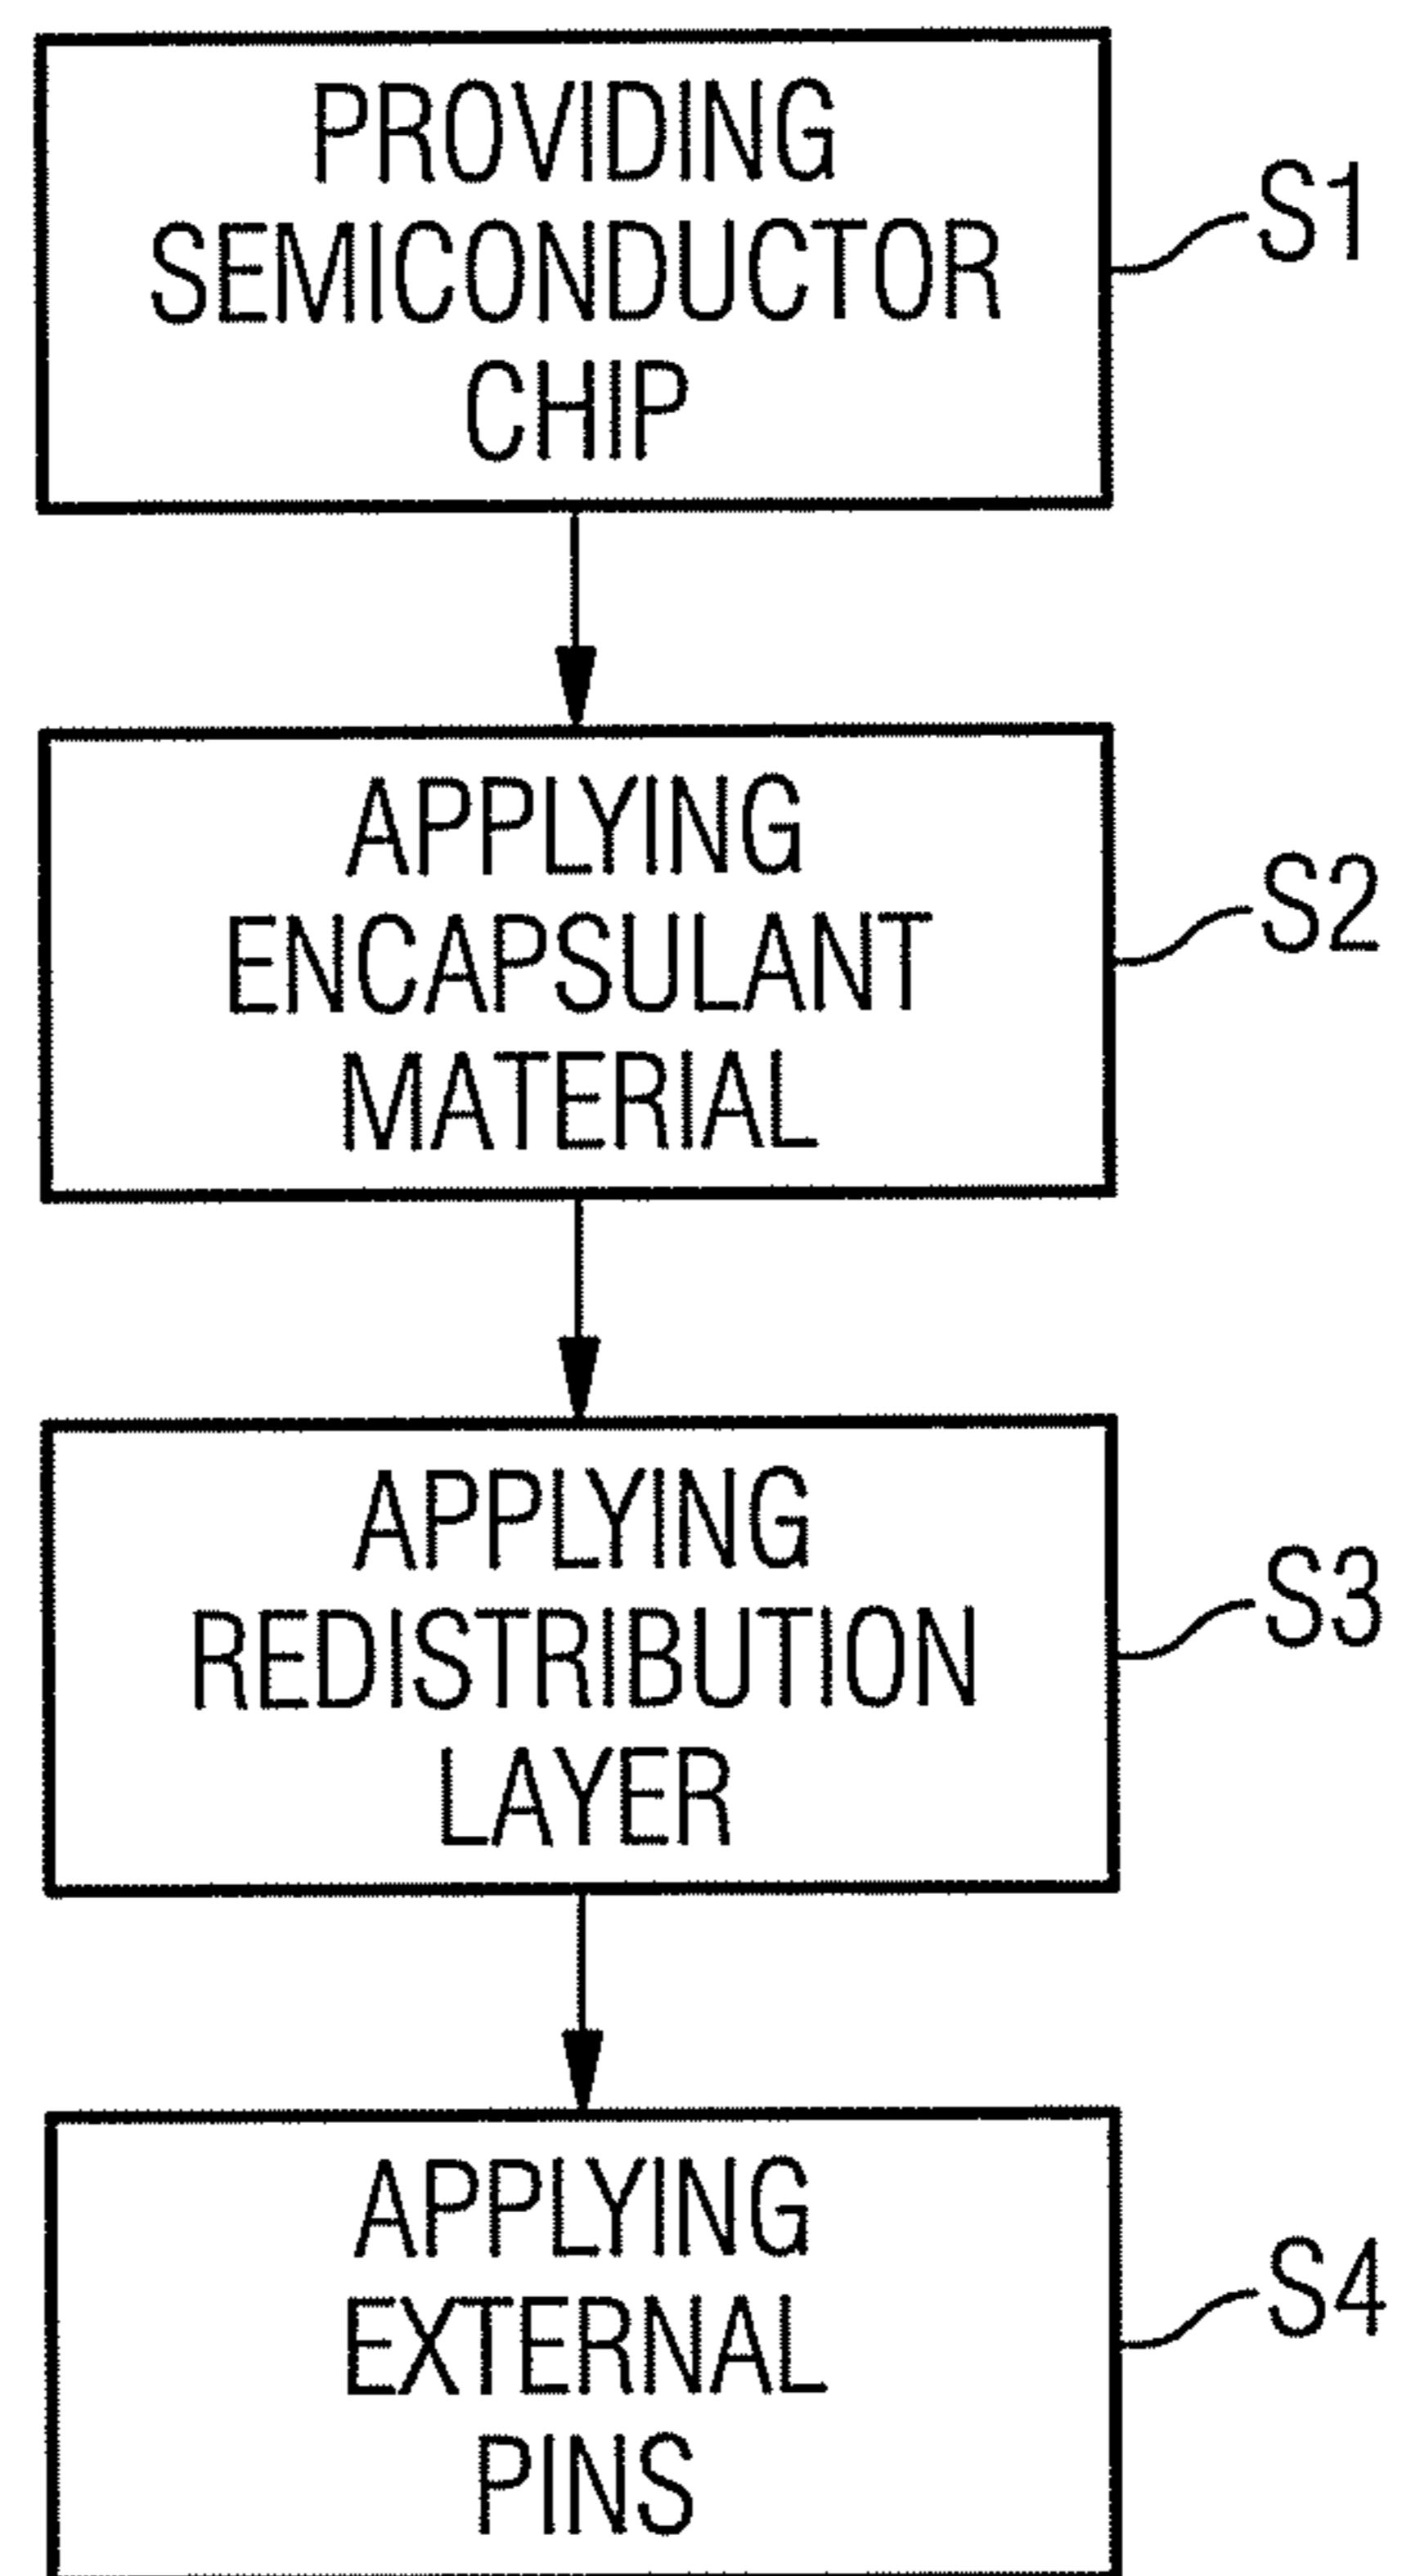 PROVIDING
SEMICONDUCTOR
CHIP
S1
APPLYING
ENCAPSULANT
MATERIAL
S2
APPLYING
REDISTRIBUTION
LAYER
S3
APPLYING
EXTERNAL
PINS
S4